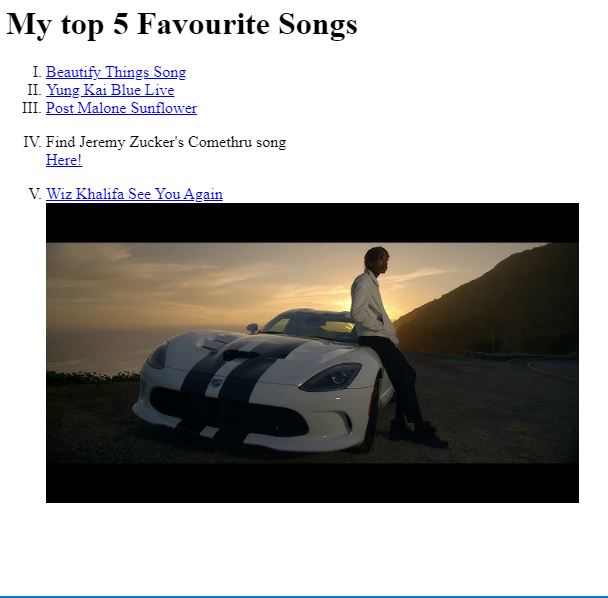 My top 5 Favourite Songs
I. Beautify Things Song
II. Yung Kai Blue Live
III. Post Malone Sunflower
IV. Find Jeremy Zucker's Comethru song
Here!
V. Wiz Khalifa See You Again